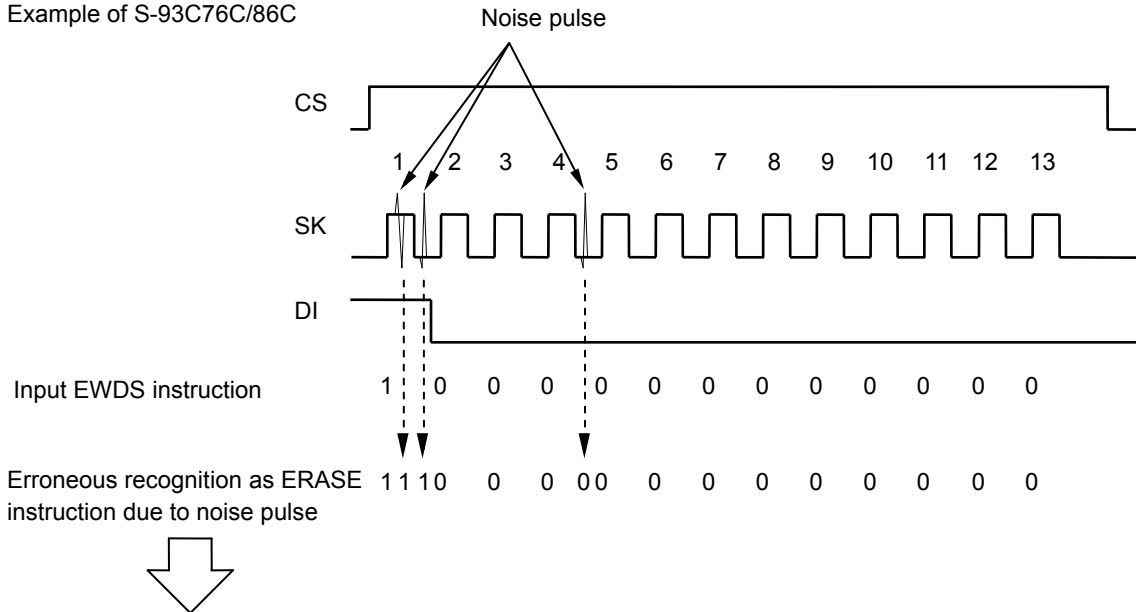 Example of S-93C76C/86C
Noise pulse
CS
1 2 3 4 5 6 7 8 9 10 11 12 13
SK
DI
Input EWDS instruction 1 0 0 0 0 0 0 0 0 0 0 0 0
Erroneous recognition as ERASE 1 1 1 0 0 0 0 0 0 0 0 0 0 0 0 0
instruction due to noise pulse